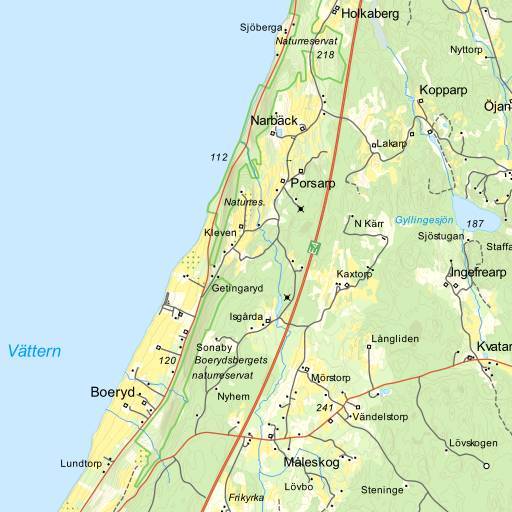 Holkaberg
Sjöberga
Naturreservat
218
Nyttorp
Kopparp
Öjan
Narbäck
Lakarp
112
Porsarp
Naturres.
Gyllingesjön
187
N Kärr
Kleven
Sjöstugan
Staffa
Ingefrearp
Kaxtorp
Getingaryd
Isgårda
Långliden
Kvatar
Vättern
Sonaby
120
Boerydsbergets
naturreservat
Mörstorp
Boeryd
Nyhem
241
Vändelstorp
Lövskogen
Lundtorp
Måleskog
Lövbo
Steninge
Frikyrka